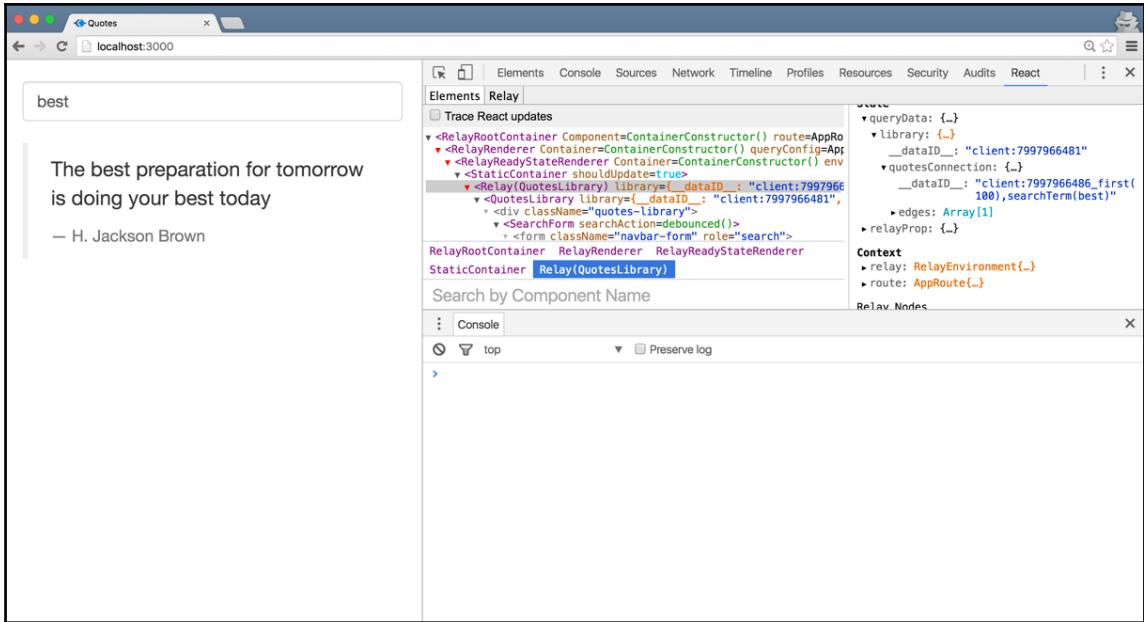 Quotes
localhost:3000
best
The best preparation for tomorrow
is doing your best today
— H. Jackson Brown
Elements Console Sources Network Timeline Profiles Resources Security Audits React
Elements Relay
Trace React updates
<RelayRootContainer Component=ContainerConstructor() route=AppRo
<RelayRenderer Container=ContainerConstructor() queryConfig=App
<RelayReadyStateRenderer Container=ContainerConstructor() env
<StaticContainer shouldUpdate=true>
<Relay(QuotesLibrary) library={__dataID__: "client:7997966
<QuotesLibrary library={__dataID__: "client:7997966481",
<div className="quotes-library">
<SearchForm searchAction=debounced()>
<form className="navbar-form" role="search">
RelayRootContainer RelayRenderer RelayReadyStateRenderer
StaticContainer Relay(QuotesLibrary)
Search by Component Name
State
queryData: {…}
library: {…}
__dataID__: "client:7997966481"
quotesConnection: {…}
__dataID__: "client:7997966486_first(
100),searchTerm(best)"
edges: Array[1]
relayProp: {…}
Context
relay: RelayEnvironment{…}
route: AppRoute{…}
Relay Nodes
Console
top Preserve log